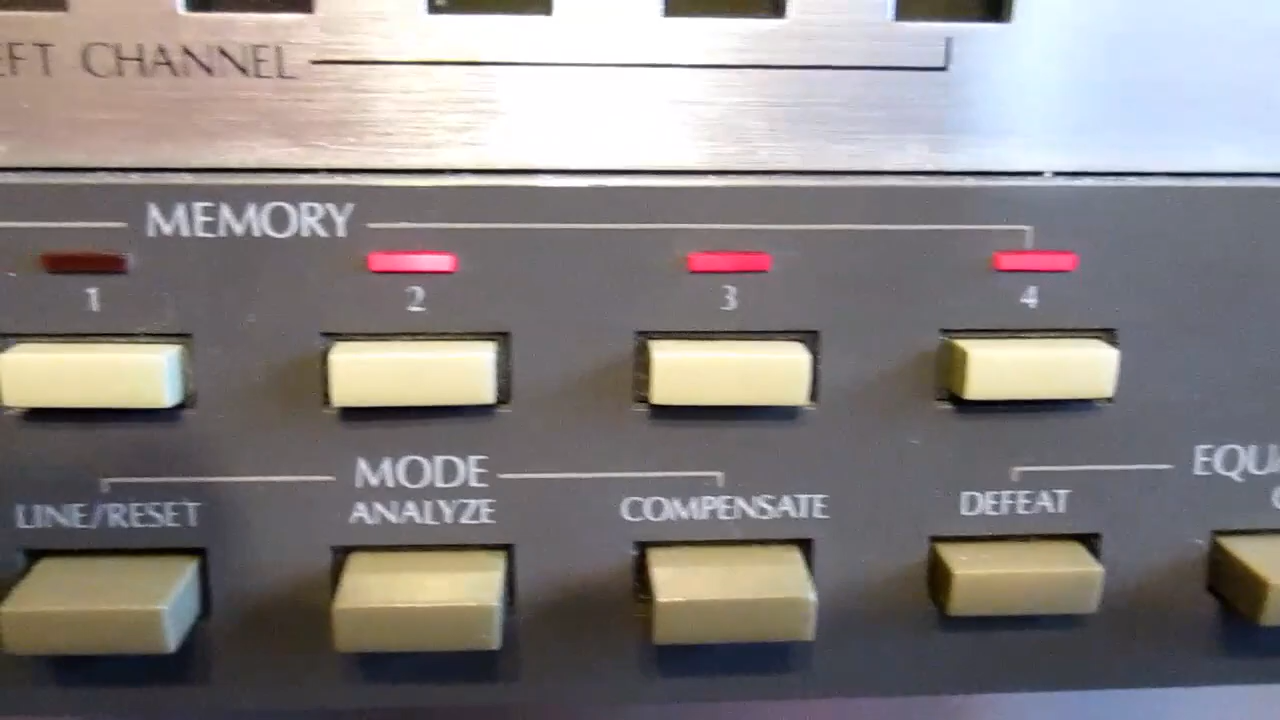 EFT CHANNEL
MEMORY
1 2 3 4
MODE EQU
LINE/RESET ANALYZE COMPENSATE DEFEAT